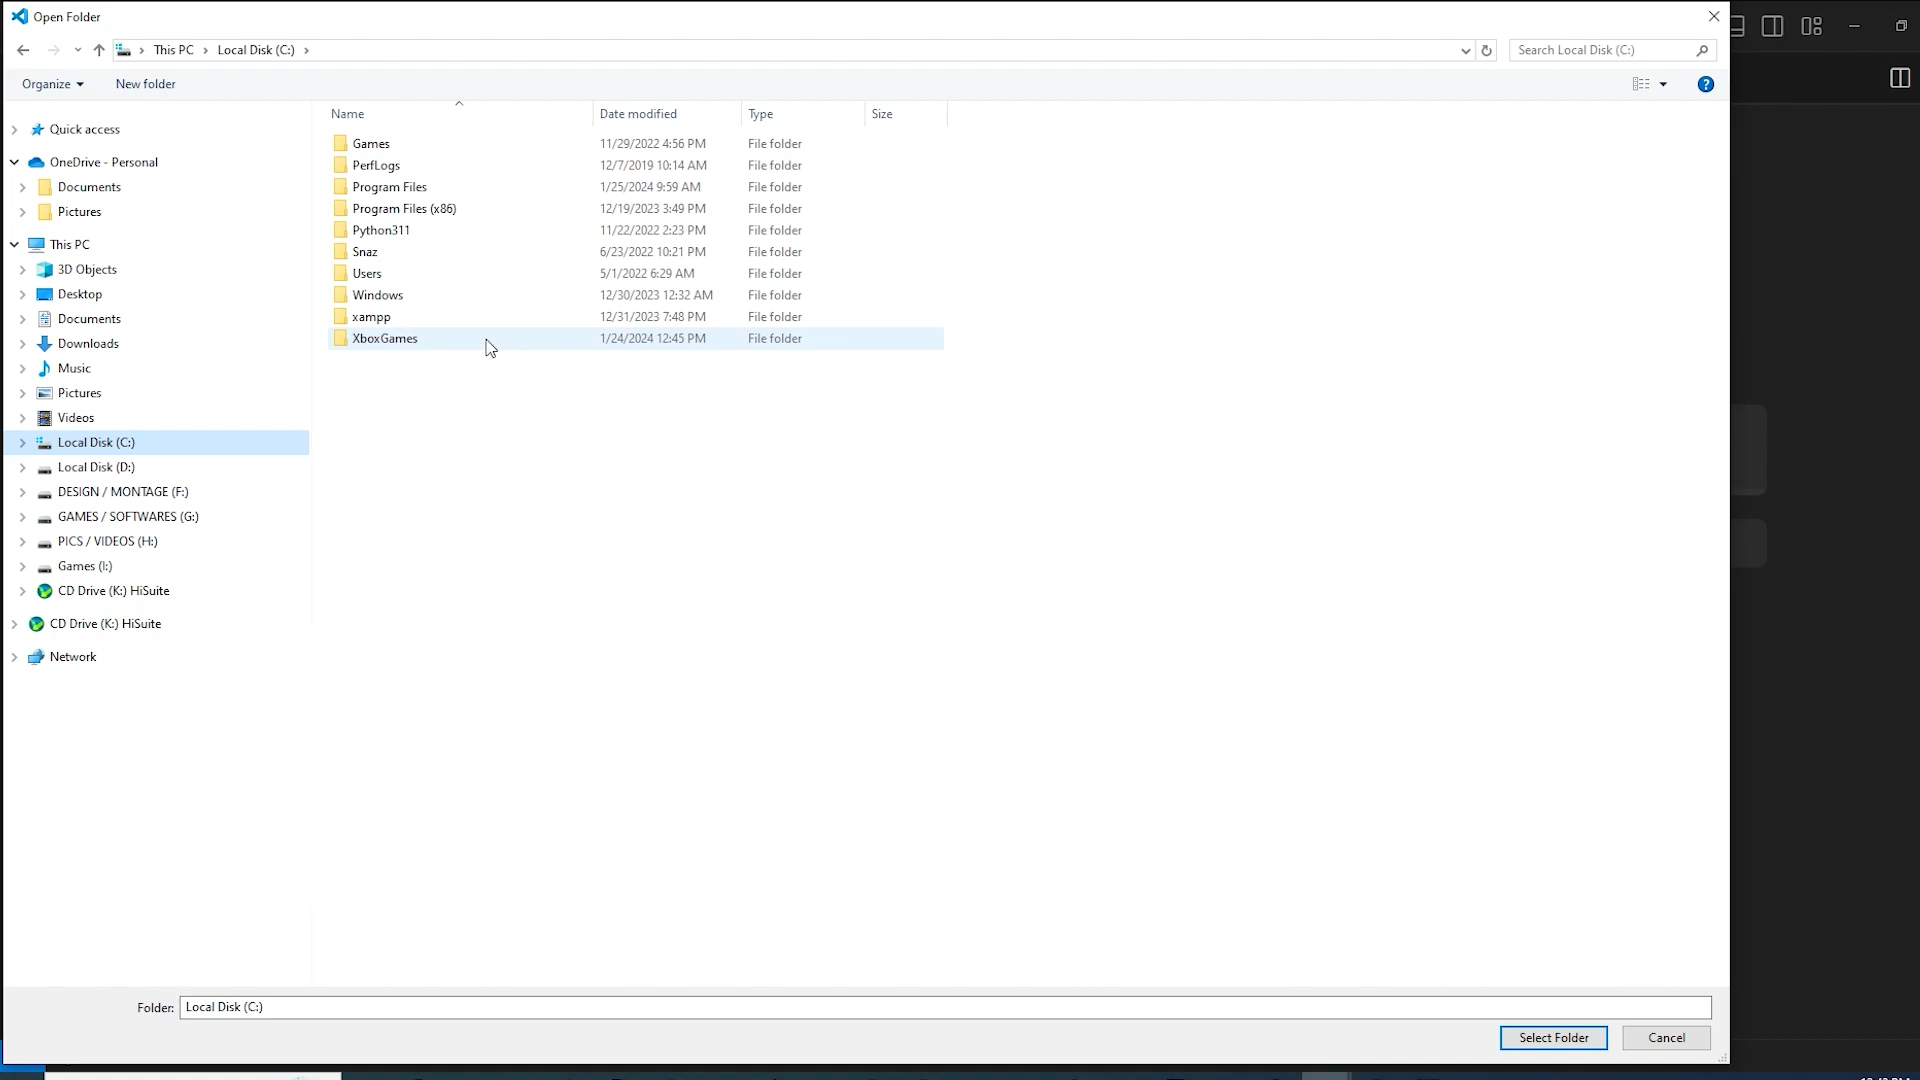 Open Folder
This PC > Local Disk (C:) >
Search Local Disk (C:)
Organize
New folder
?
Name
Date modified
Type
Size
Quick access
OneDrive - Personal
Documents
Pictures
This PC
3D Objects
Desktop
Documents
Downloads
Music
Pictures
Videos
Local Disk (C:)
Local Disk (D:)
DESIGN / MONTAGE (F:)
GAMES / SOFTWARES (G:)
PICS / VIDEOS (H:)
Games (I:)
CD Drive (K:) HiSuite
CD Drive (K:) HiSuite
Network
Games 11/29/2022 4:56 PM File folder
PerfLogs 12/7/2019 10:14 AM File folder
Program Files 1/25/2024 9:59 AM File folder
Program Files (x86) 12/19/2023 3:49 PM File folder
Python311 11/22/2022 2:23 PM File folder
Snaz 6/23/2022 10:21 PM File folder
Users 5/1/2022 6:29 AM File folder
Windows 12/30/2023 12:32 AM File folder
xampp 12/31/2023 7:48 PM File folder
XboxGames 1/24/2024 12:45 PM File folder
Folder: Local Disk (C:)
Select Folder
Cancel